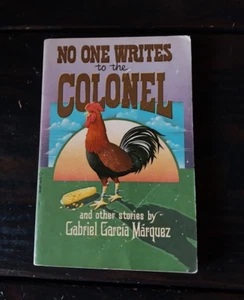 NO ONE WRITES
to the
COLONEL
and other stories by
Gabriel García Márquez